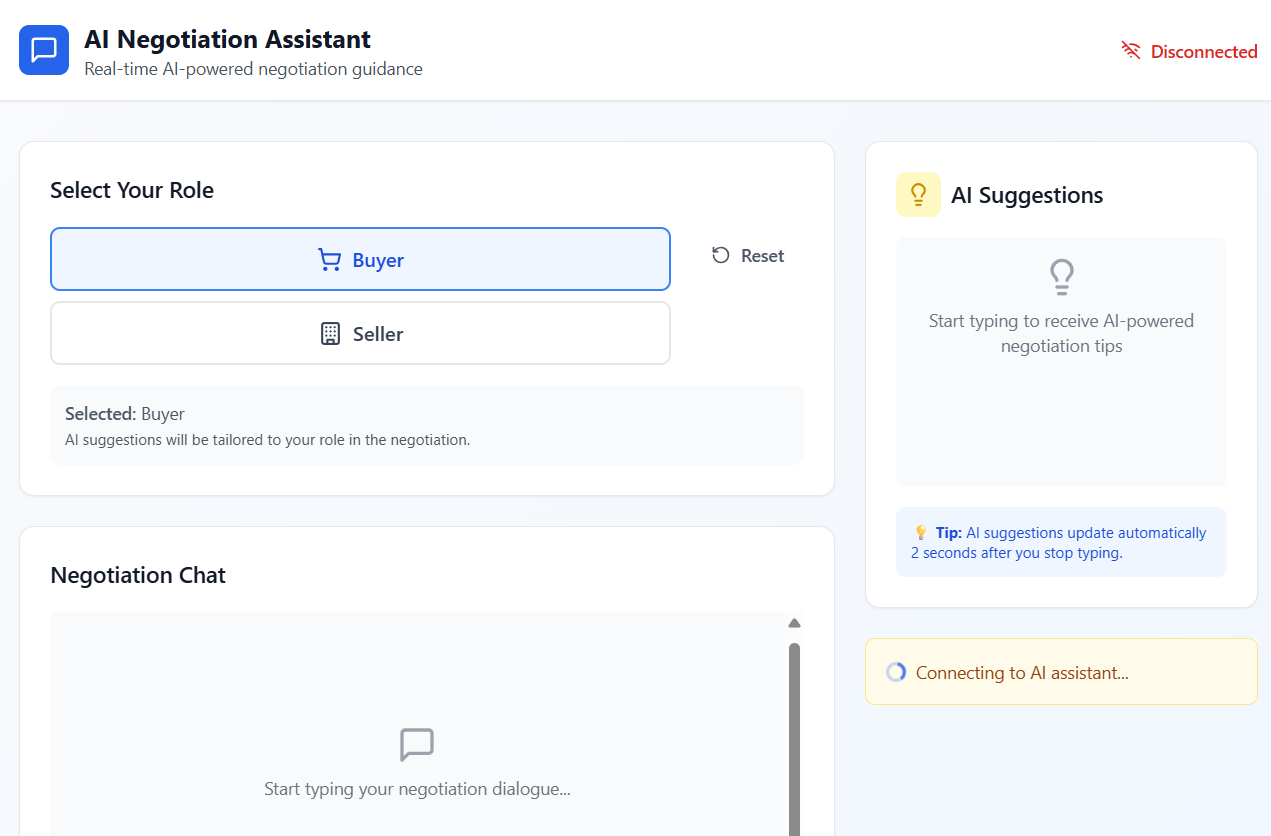 AI Negotiation Assistant
Real-time AI-powered negotiation guidance
Disconnected
Select Your Role
Buyer
Reset
Seller
Selected: Buyer
AI suggestions will be tailored to your role in the negotiation.
Negotiation Chat
Start typing your negotiation dialogue...
AI Suggestions
Start typing to receive AI-powered
negotiation tips
Tip: AI suggestions update automatically
2 seconds after you stop typing.
Connecting to AI assistant...